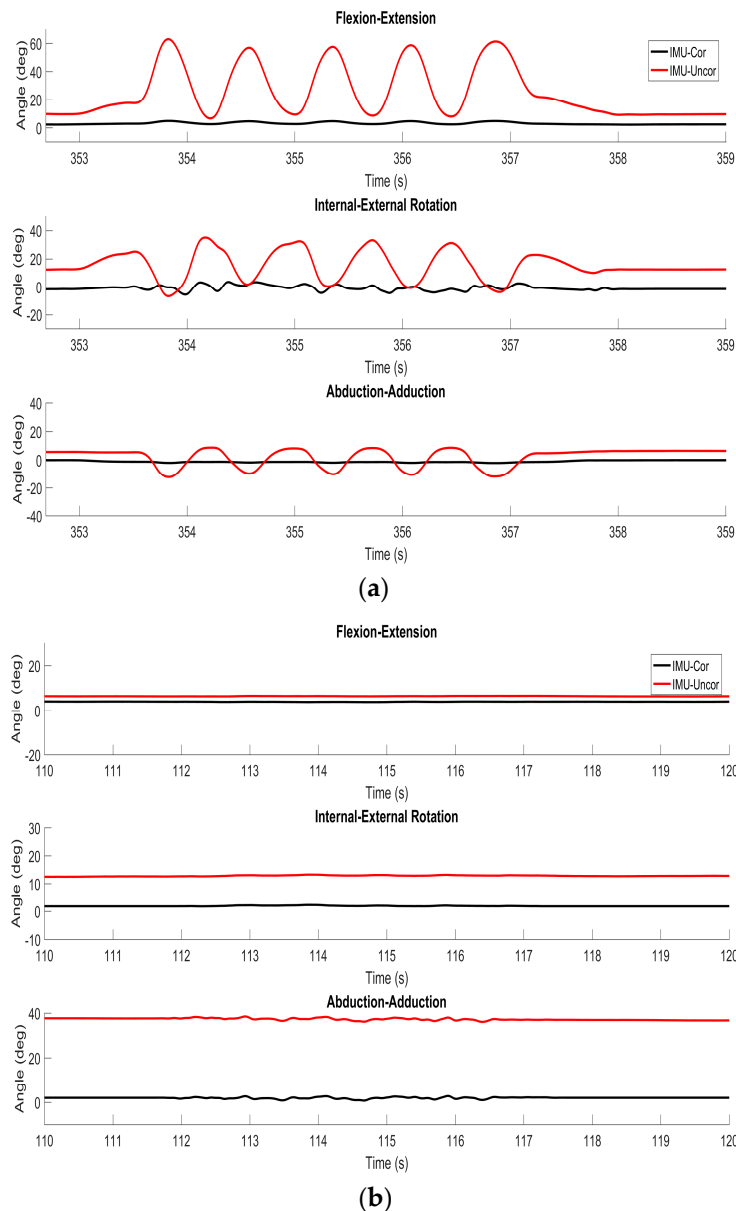 Flexion-Extension
60
40
20
0
Angle (deg)
IMU-Cor
IMU-Uncor
353 354 355 356 357 358 359
Time (s)
Internal-External Rotation
40
20
0
-20
Angle (deg)
353 354 355 356 357 358 359
Time (s)
Abduction-Adduction
40
20
0
-20
-40
Angle (deg)
353 354 355 356 357 358 359
Time (s)
(a)
Flexion-Extension
20
0
-20
Angle (deg)
IMU-Cor
IMU-Uncor
110 111 112 113 114 115 116 117 118 119 120
Time (s)
Internal-External Rotation
30
20
10
0
-10
Angle (deg)
110 111 112 113 114 115 116 117 118 119 120
Time (s)
Abduction-Adduction
40
20
0
Angle (deg)
110 111 112 113 114 115 116 117 118 119 120
Time (s)
(b)